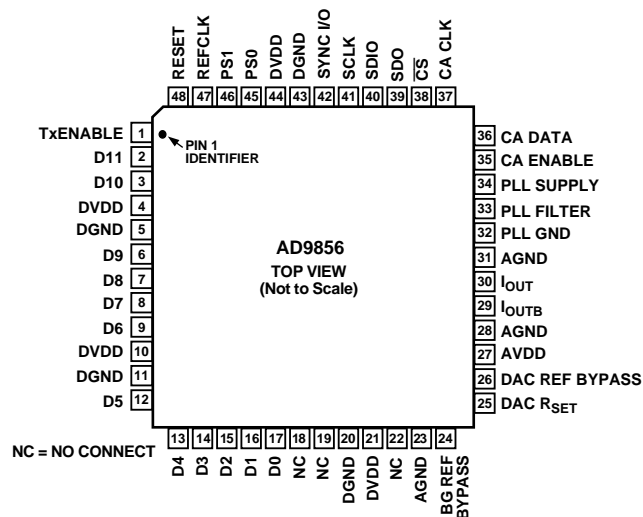 RESET
REFCLK
PS1
PS0
DVDD
DGND
SYNC I/O
SCLK
SDIO
SDO
CS
CA CLK
48 47 46 45 44 43 42 41 40 39 38 37
TxENABLE 1
D11 2
D10 3
DVDD 4
DGND 5
D9 6
D8 7
D7 8
D6 9
DVDD 10
DGND 11
D5 12
PIN 1
IDENTIFIER
AD9856
TOP VIEW
(Not to Scale)
36 CA DATA
35 CA ENABLE
34 PLL SUPPLY
33 PLL FILTER
32 PLL GND
31 AGND
30 IOUT
29 IOUTB
28 AGND
27 AVDD
26 DAC REF BYPASS
25 DAC RSET
13 14 15 16 17 18 19 20 21 22 23 24
NC = NO CONNECT
D4
D3
D2
D1
D0
NC
NC
DGND
DVDD
NC
AGND
BG REF
BYPASS